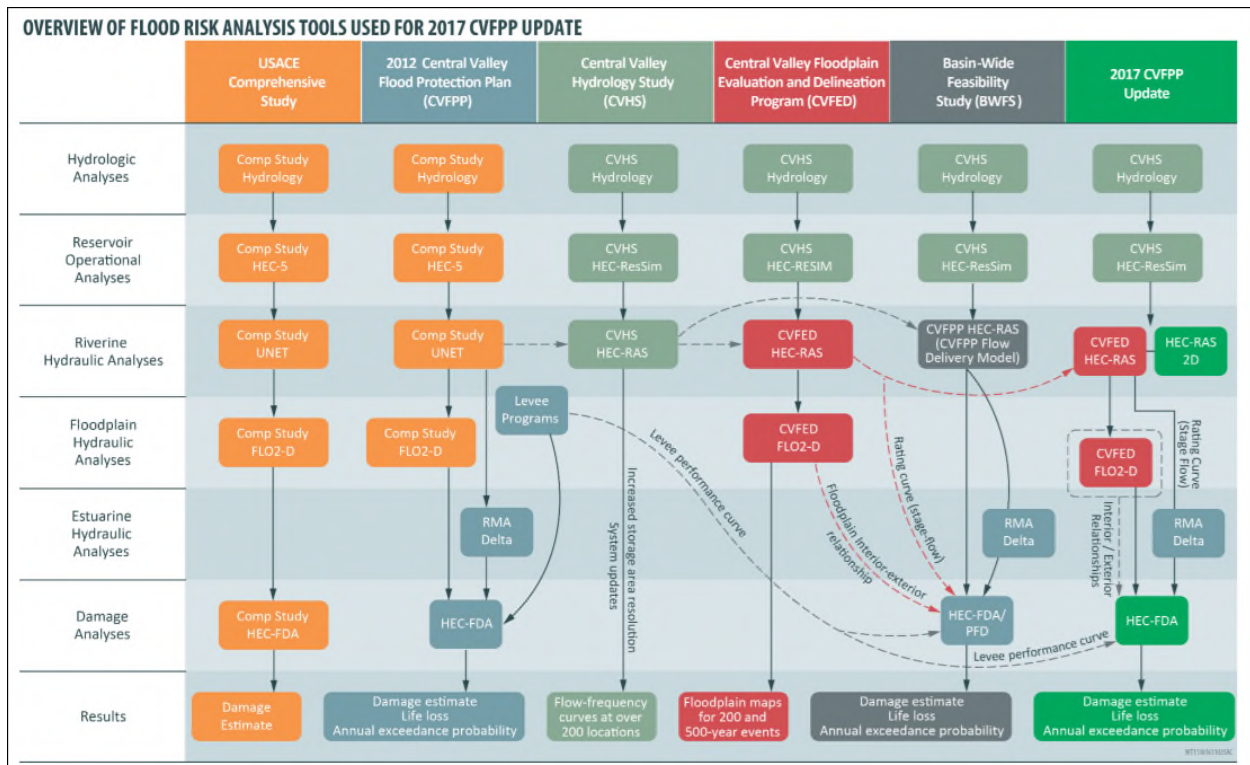 OVERVIEW OF FLOOD RISK ANALYSIS TOOLS USED FOR 2017 CVFPP UPDATE
USACE
Comprehensive
Study
2012 Central Valley
Flood Protection Plan
(CVFPP)
Central Valley
Hydrology Study
(CVHS)
Central Valley Floodplain
Evaluation and Delineation
Program (CVFED)
Basin-Wide
Feasibility
Study (BWFS)
2017 CVFPP
Update
Hydrologic
Analyses
Comp Study
Hydrology
Comp Study
Hydrology
CVHS
Hydrology
CVHS
Hydrology
CVHS
Hydrology
CVHS
Hydrology
Reservoir
Operational
Analyses
Comp Study
HEC-5
Comp Study
HEC-5
CVHS
HEC-ResSim
CVHS
HEC-RESIM
CVHS
HEC-ResSim
CVHS
HEC-ResSim
Riverine
Hydraulic Analyses
Comp Study
UNET
Comp Study
UNET
CVHS
HEC-RAS
CVFED
HEC-RAS
CVFPP HEC-RAS
(CVFPP Flow
Delivery Model)
CVFED
HEC-RAS
HEC-RAS
2D
Floodplain
Hydraulic
Analyses
Comp Study
FLO2-D
Comp Study
FLO2-D
Levee
Programs
CVFED
FLO2-D
CVFED
FLO2-D
Levee performance curve
Increased storage area resolution
System updates
Floodplain Interior-exterior
relationship
Rating curve (stage-flow)
Rating Curve
(Stage Flow)
Interior / Exterior
Relationships
Estuarine
Hydraulic
Analyses
RMA
Delta
RMA
Delta
RMA
Delta
Damage
Analyses
Comp Study
HEC-FDA
HEC-FDA
HEC-FDA/
PFD
HEC-FDA
Levee performance curve
Results
Damage
Estimate
Damage estimate
Life loss
Annual exceedance probability
Flow-frequency
curves at over
200 locations
Floodplain maps
for 200 and
500-year events
Damage estimate
Life loss
Annual exceedance probability
Damage estimate
Life loss
Annual exceedance probability